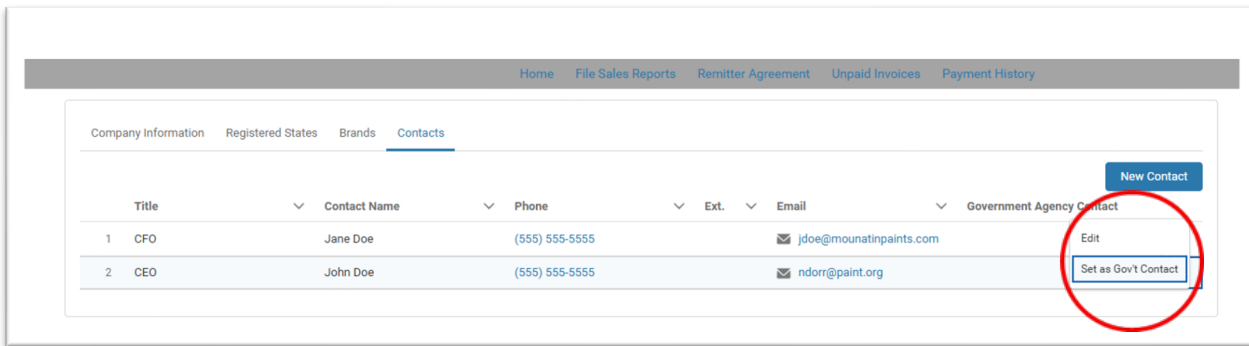 Home File Sales Reports Remitter Agreement Unpaid Invoices Payment History
Company Information Registered States Brands Contacts
New Contact
Title Contact Name Phone Ext. Email Government Agency Contact
1 CFO Jane Doe (555) 555-5555 jdoe@mounatinpaints.com Edit
2 CEO John Doe (555) 555-5555 ndorr@paint.org Set as Gov't Contact